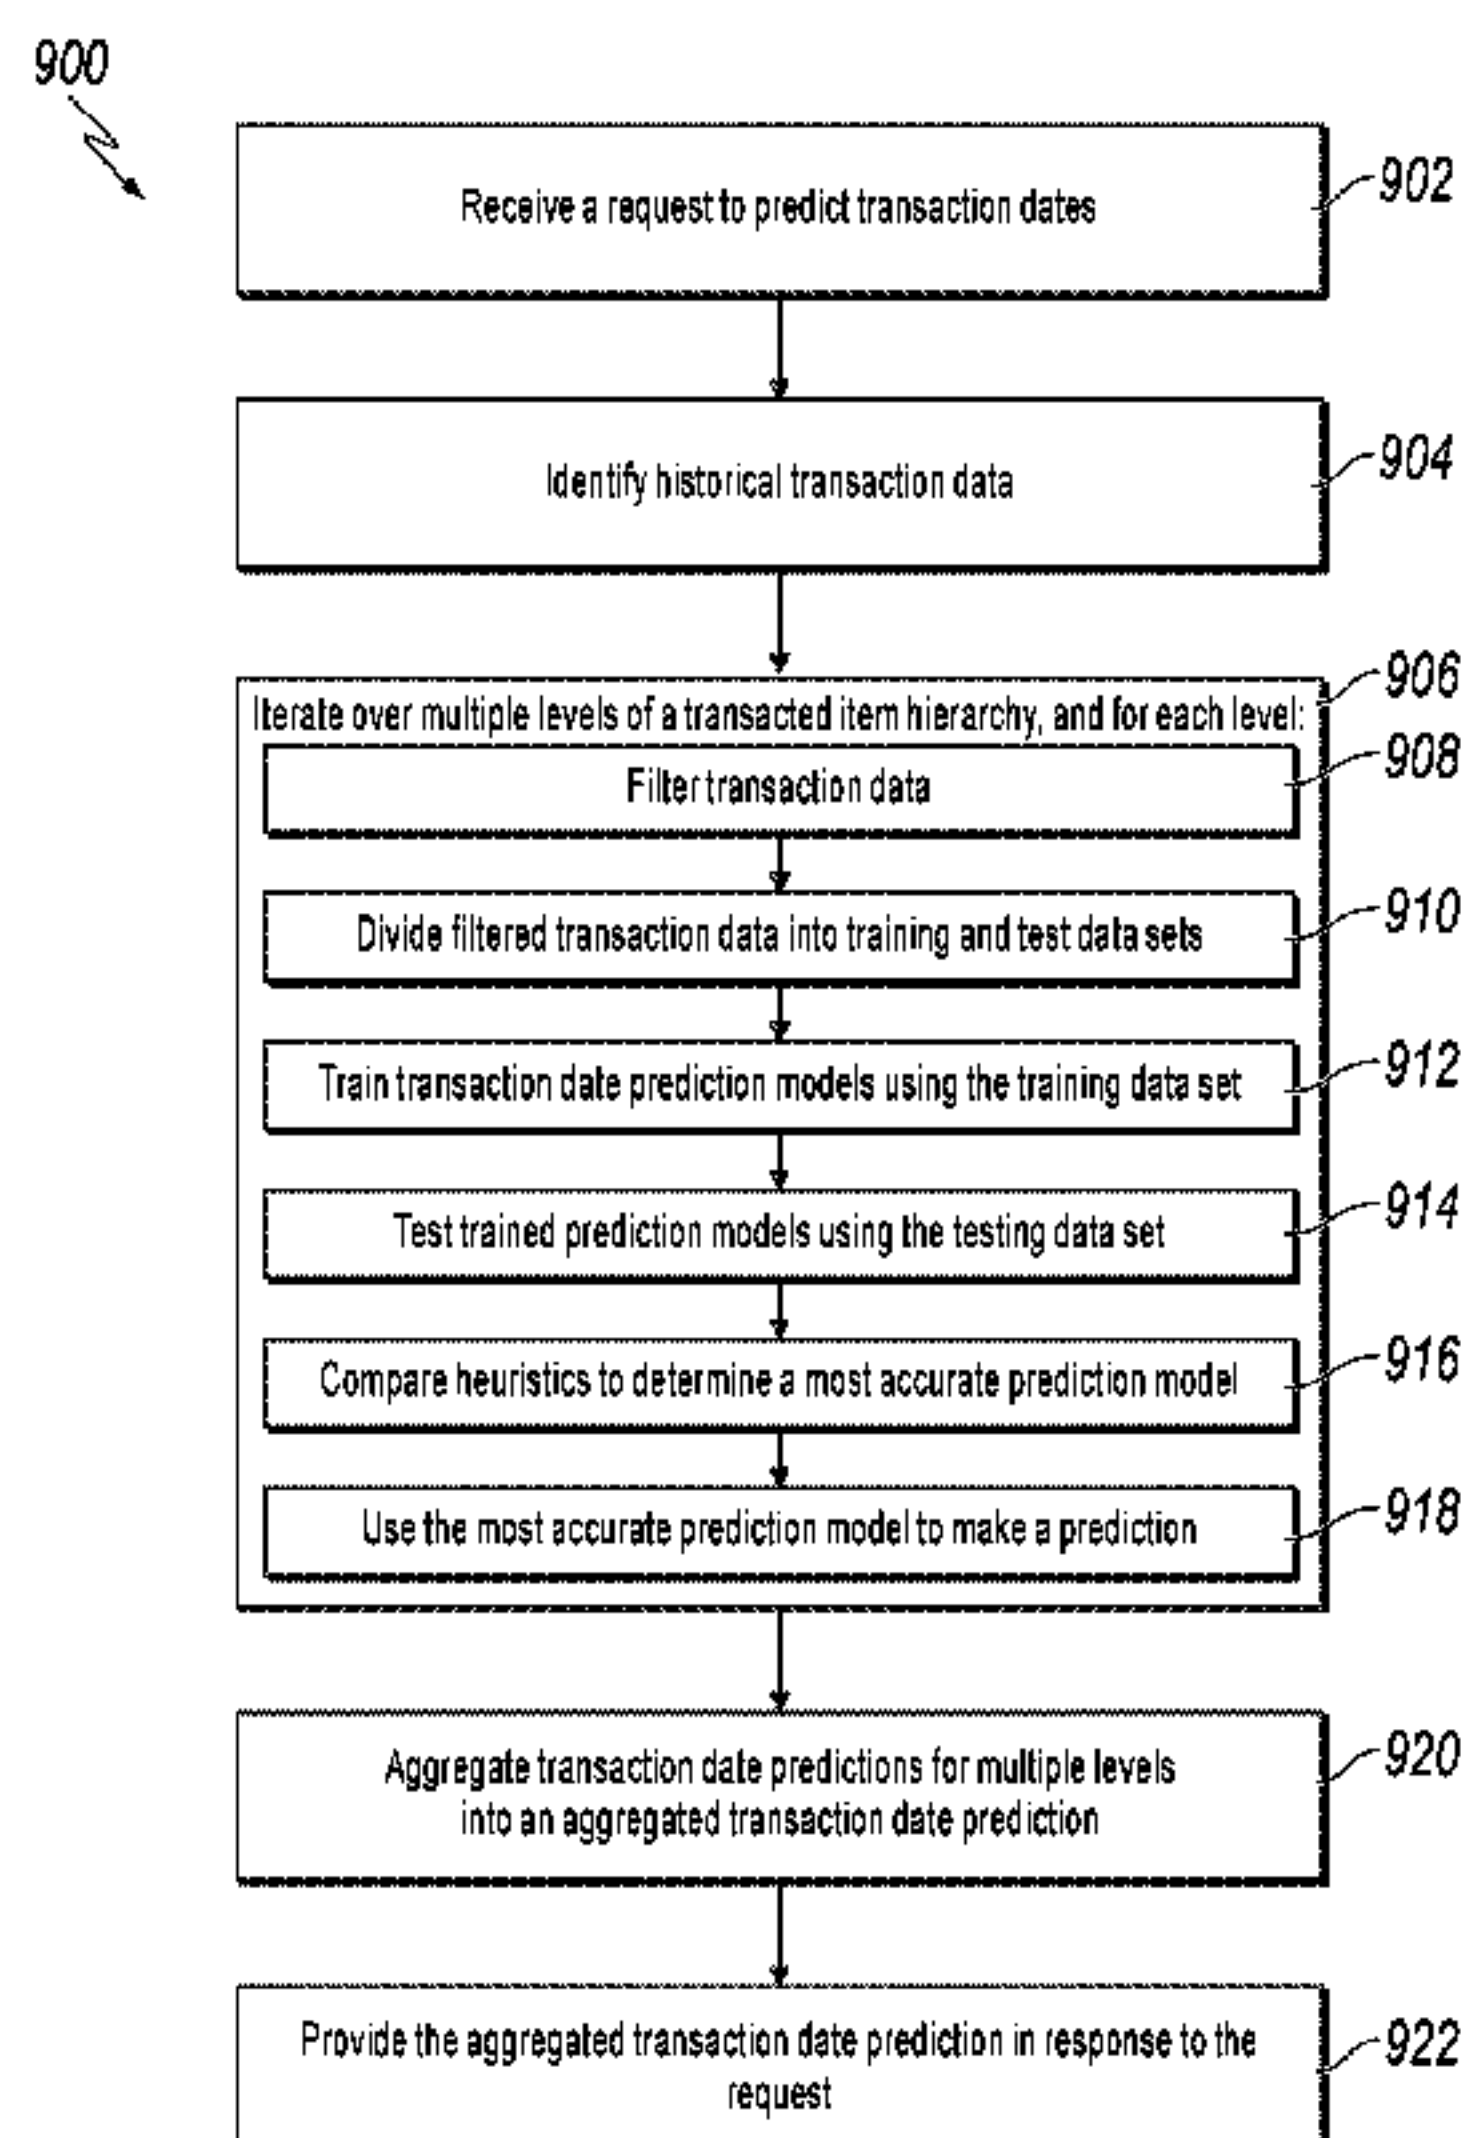 900
Receive a request to predict transaction dates
902
Identify historical transaction data
904
906
Iterate over multiple levels of a transacted item hierarchy, and for each level:
Filter transaction data
908
Divide filtered transaction data into training and test data sets
910
Train transaction date prediction models using the training data set
912
Test trained prediction models using the testing data set
914
Compare heuristics to determine a most accurate prediction model
916
Use the most accurate prediction model to make a prediction
918
Aggregate transaction date predictions for multiple levels
into an aggregated transaction date prediction
920
Provide the aggregated transaction date prediction in response to the
request
922